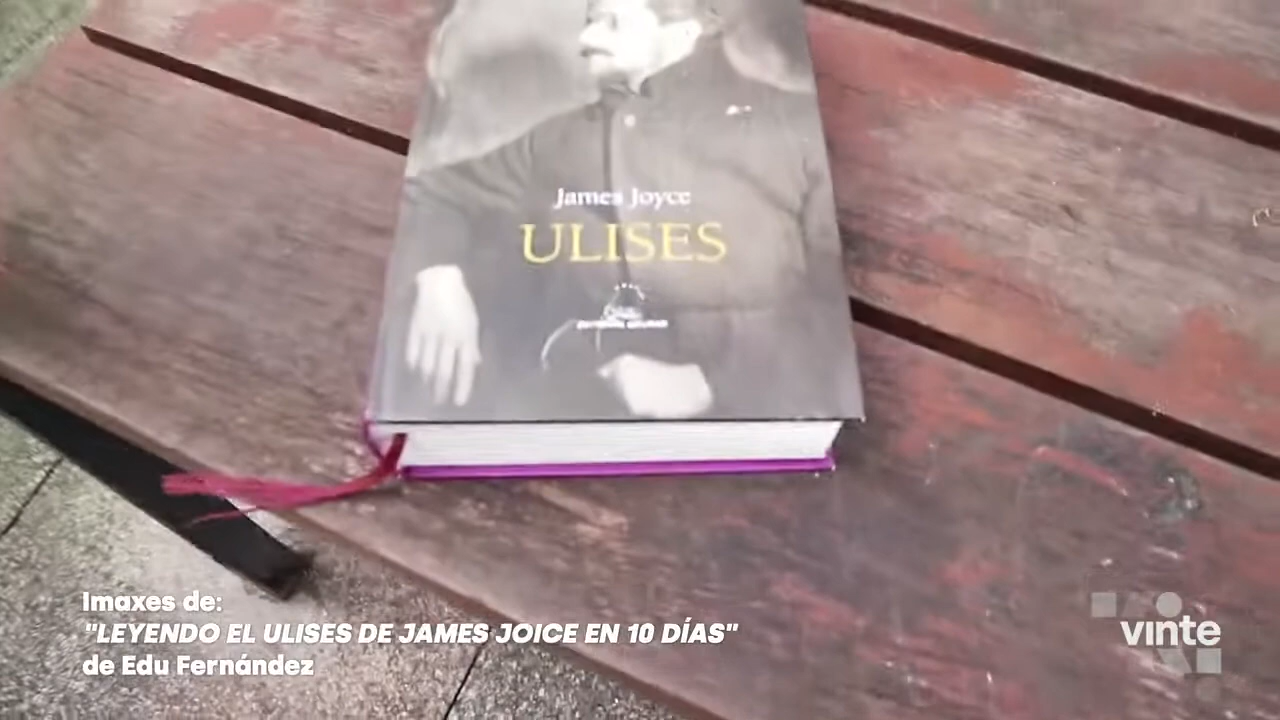 James Joyce
ULISES
Imaxes de:
"LEYENDO EL ULISES DE JAMES JOICE EN 10 DÍAS"
de Edu Fernández
vinte